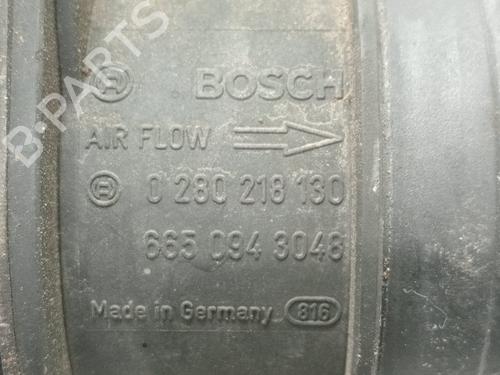 BOSCH
AIR FLOW
0 280 218 130
665 094 3048
Made in Germany 816
B-PARTS